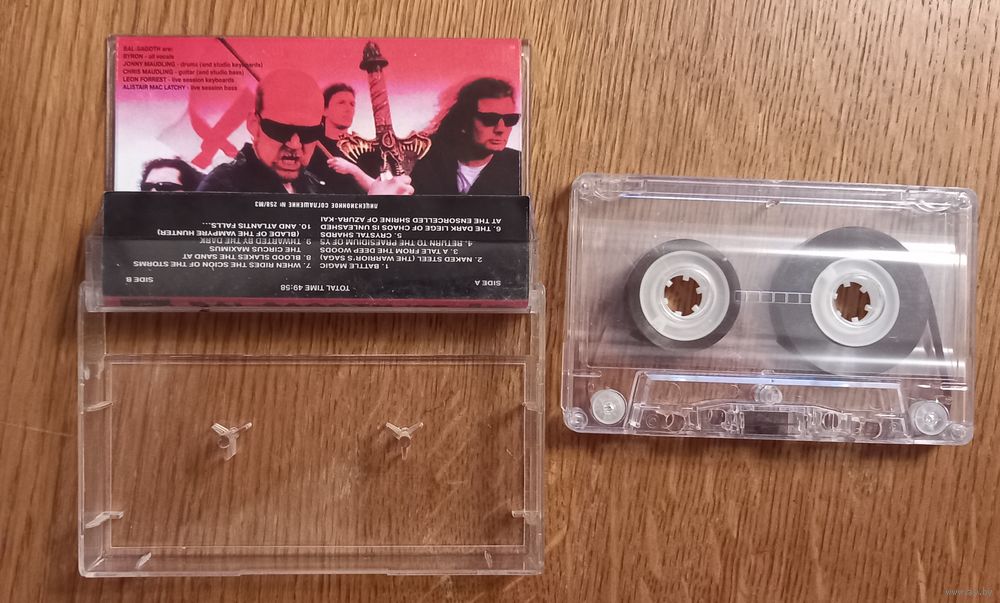 BAL-SAGOTH are:
BYRON - all vocals
JONNY MAUDLING - drums (and studio keyboards)
CHRIS MAUDLING - guitar (and studio bass)
LEON FORREST - live session keyboards
ALISTAIR MAC LATCHY - live session bass
ЛИЦЕНЗИОННОЕ СОГЛАШЕНИЕ № 258/МЗ
SIDE A
TOTAL TIME 49:58
SIDE B
1. BATTLE MAGIC
2. NAKED STEEL (THE WARRIOR'S SAGA)
3. A TALE FROM THE DEEP WOODS
4. RETURN TO THE PRAESIDIUM OF YS
5. CRYSTAL SHARDS
6. THE DARK LIEGE OF CHAOS IS UNLEASHED
AT THE ENSORCELLED SHRINE OF AZURA-KAI
7. WHEN RIDES THE SCION OF THE STORMS
8. BLOOD SLAKES THE SAND AT
THE CIRCUS MAXIMUS
9. THWARTED BY THE DARK
(BLADE OF THE VAMPYRE HUNTER)
10. AND ATLANTIS FALLS...